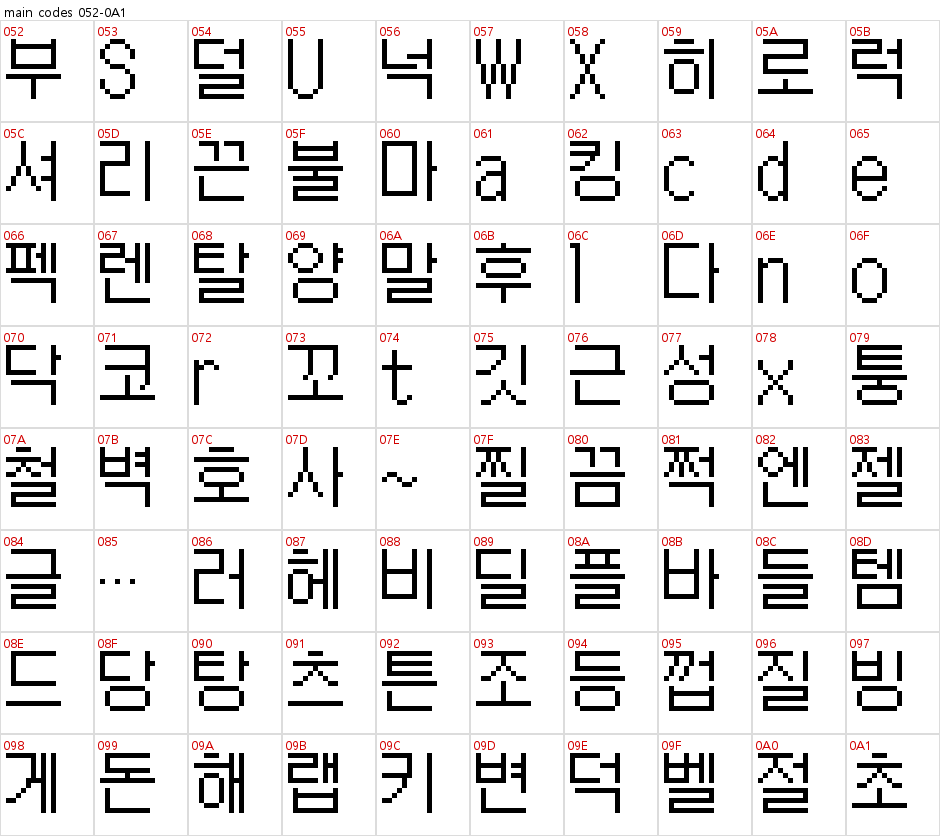 main codes 052-0A1
052 053 054 055 056 057 058 059 05A 05B
부 S 덜 U 넉 W X 히 로 럭
05C 05D 05E 05F 060 061 062 063 064 065
셔 리 끈 불 마 a 킹 c d e
066 067 068 069 06A 06B 06C 06D 06E 06F
펙 렌 탈 얌 말 후 l 다 n o
070 071 072 073 074 075 076 077 078 079
닥 코 r 꼬 t 깃 근 성 x 퉁
07A 07B 07C 07D 07E 07F 080 081 082 083
철 벽 호 사 ~ 찔 끔 쩍 엔 젤
084 085 086 087 088 089 08A 08B 08C 08D
글 … 러 헤 비 딜 플 바 들 템
08E 08F 090 091 092 093 094 095 096 097
드 당 탕 츠 튼 조 등 껍 질 빙
098 099 09A 09B 09C 09D 09E 09F 0A0 0A1
게 돈 해 랩 키 변 덕 벨 절 초